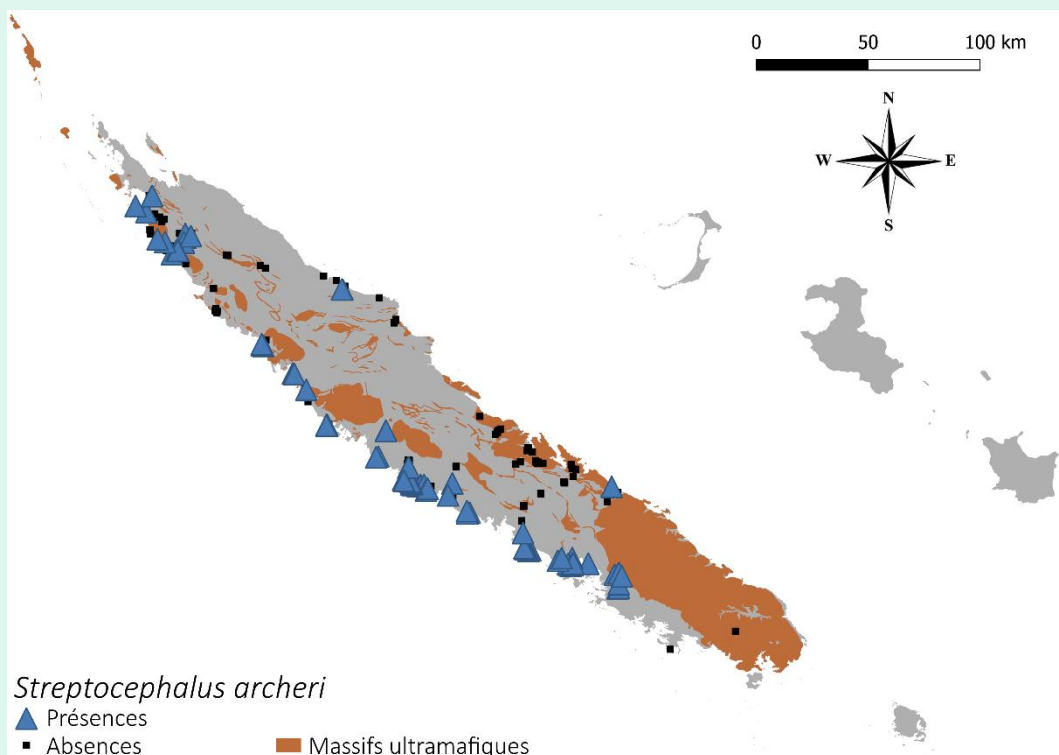 0 50 100 km
N
W E
S
Streptocephalus archeri
Présences
Absences Massifs ultramafiques